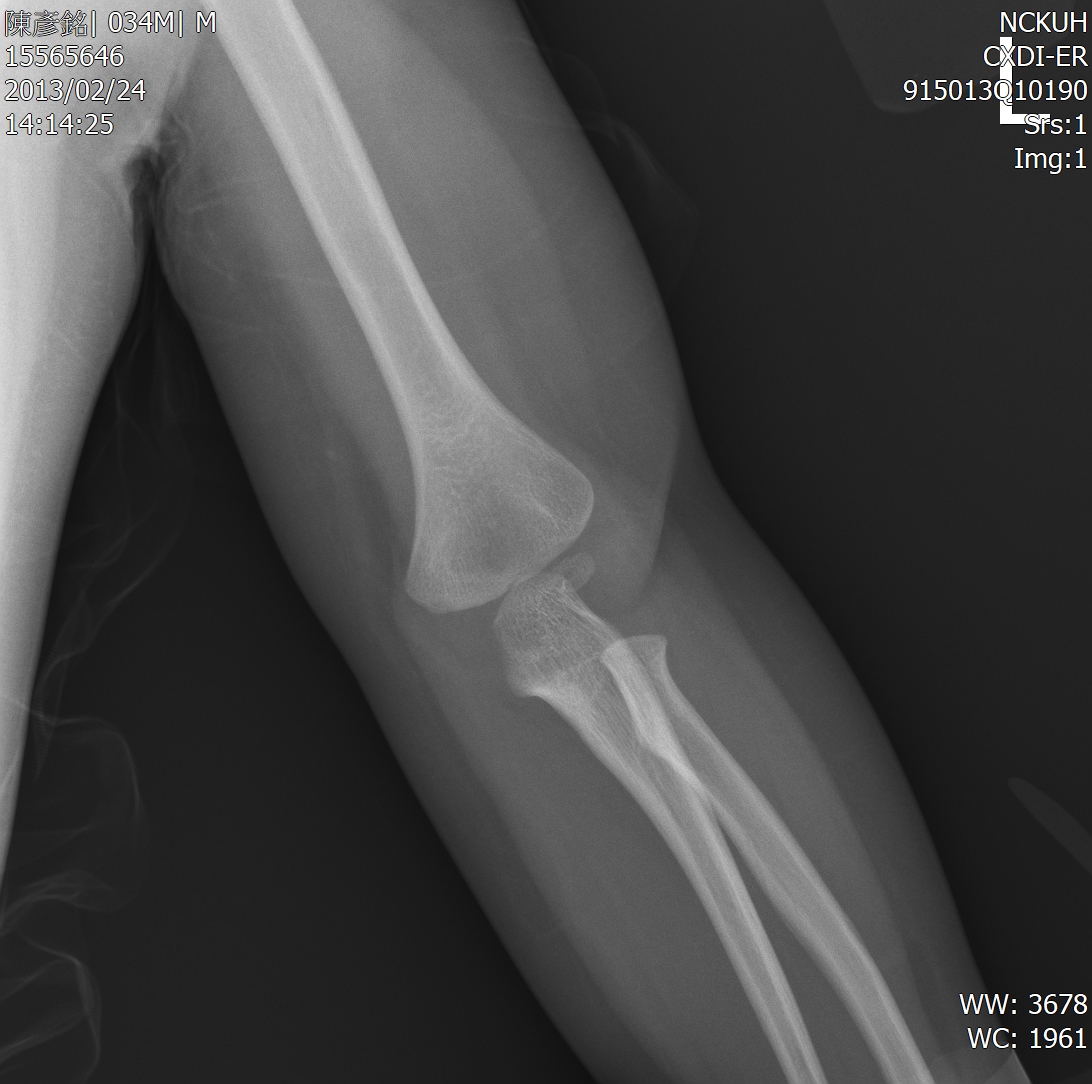 陳彥銘| 034M| M
15565646
2013/02/24
14:14:25
NCKUH
CXDI-ER
915013Q10190
L
Srs:1
Img:1
WW: 3678
WC: 1961